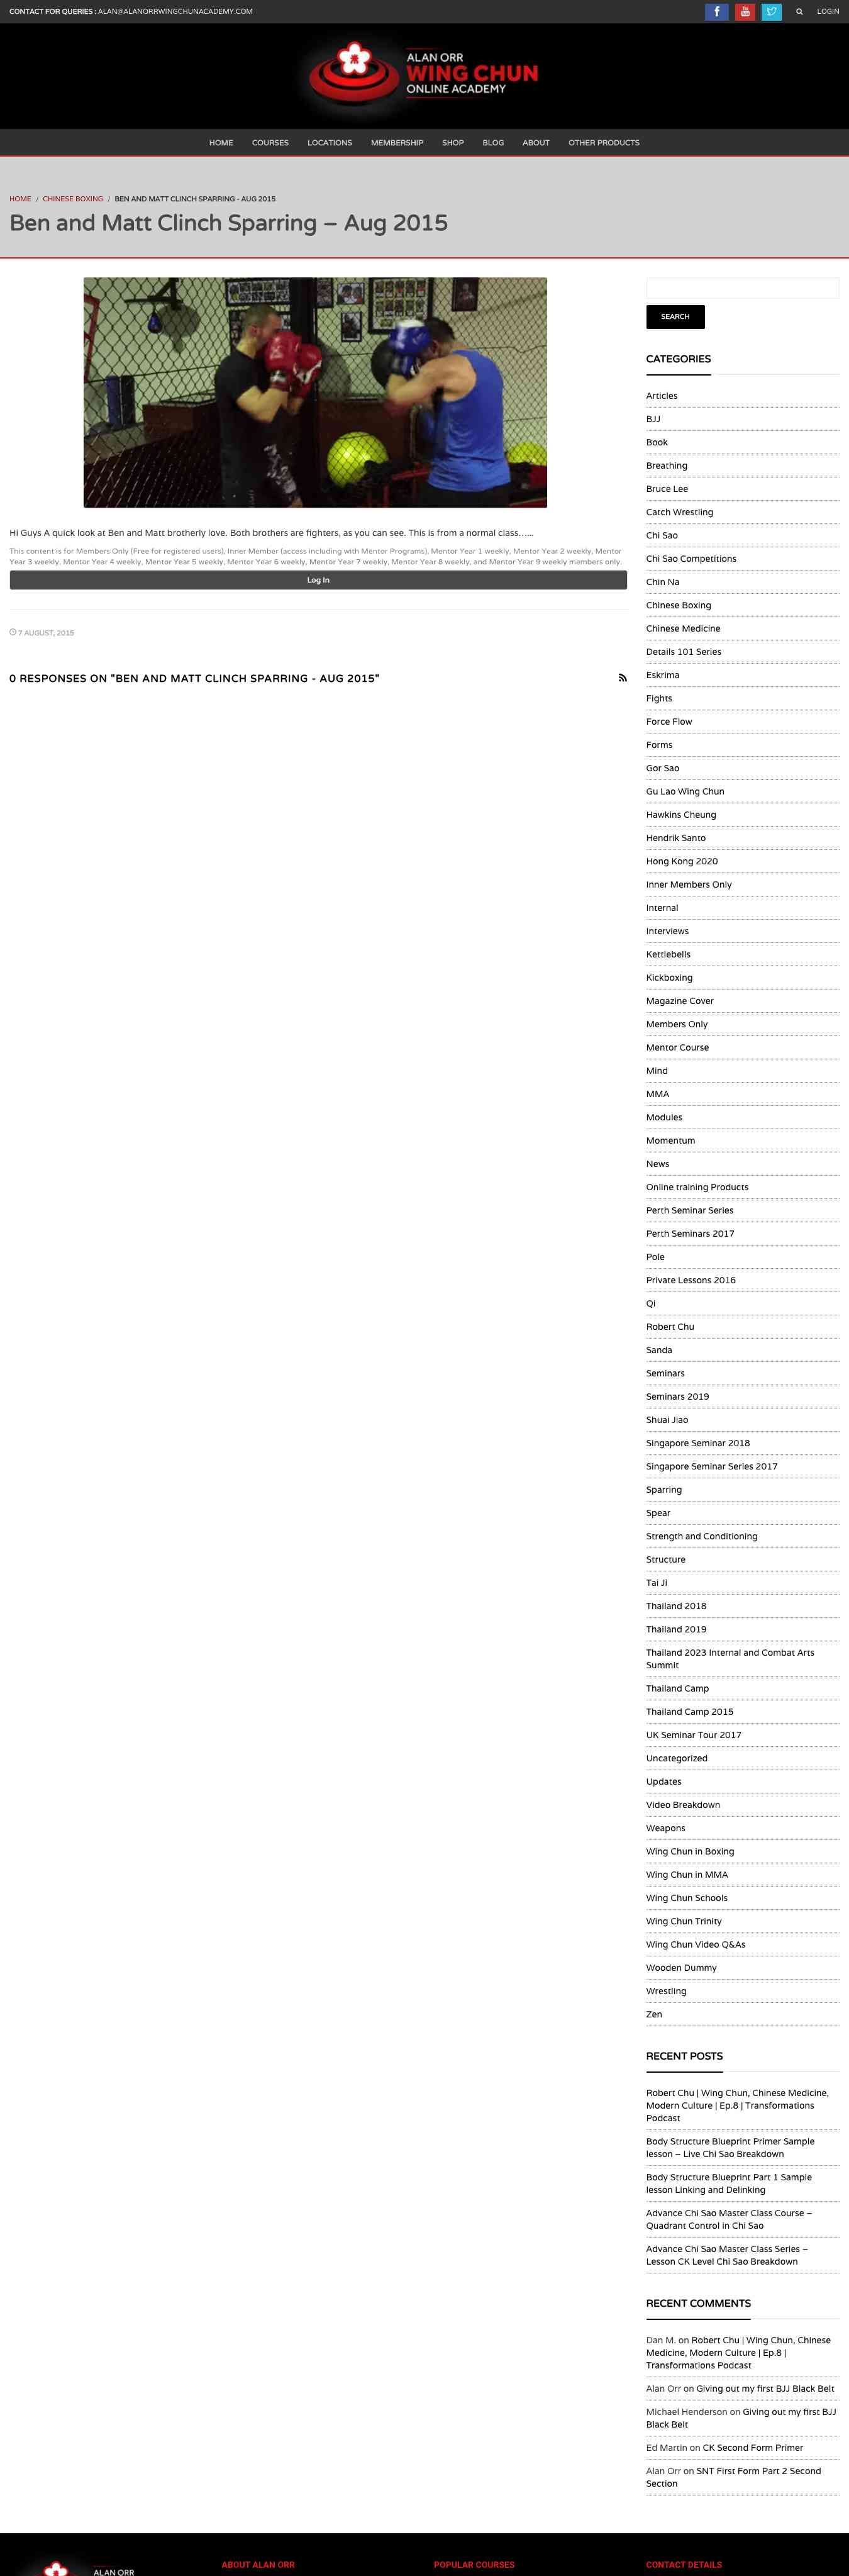 CONTACT FOR QUERIES : ALAN@ALANORRWINGCHUNACADEMY.COM
LOGIN
ALAN ORR
WING CHUN
ONLINE ACADEMY
HOME COURSES LOCATIONS MEMBERSHIP SHOP BLOG ABOUT OTHER PRODUCTS
HOME / CHINESE BOXING / BEN AND MATT CLINCH SPARRING - AUG 2015
Ben and Matt Clinch Sparring – Aug 2015
Hi Guys A quick look at Ben and Matt brotherly love. Both brothers are fighters, as you can see. This is from a normal class…...
This content is for Members Only (Free for registered users), Inner Member (access including with Mentor Programs), Mentor Year 1 weekly, Mentor Year 2 weekly, Mentor
Year 3 weekly, Mentor Year 4 weekly, Mentor Year 5 weekly, Mentor Year 6 weekly, Mentor Year 7 weekly, Mentor Year 8 weekly, and Mentor Year 9 weekly members only.
Log In
7 AUGUST, 2015
0 RESPONSES ON "BEN AND MATT CLINCH SPARRING - AUG 2015"
SEARCH
CATEGORIES
Articles
BJJ
Book
Breathing
Bruce Lee
Catch Wrestling
Chi Sao
Chi Sao Competitions
Chin Na
Chinese Boxing
Chinese Medicine
Details 101 Series
Eskrima
Fights
Force Flow
Forms
Gor Sao
Gu Lao Wing Chun
Hawkins Cheung
Hendrik Santo
Hong Kong 2020
Inner Members Only
Internal
Interviews
Kettlebells
Kickboxing
Magazine Cover
Members Only
Mentor Course
Mind
MMA
Modules
Momentum
News
Online training Products
Perth Seminar Series
Perth Seminars 2017
Pole
Private Lessons 2016
Qi
Robert Chu
Sanda
Seminars
Seminars 2019
Shuai Jiao
Singapore Seminar 2018
Singapore Seminar Series 2017
Sparring
Spear
Strength and Conditioning
Structure
Tai Ji
Thailand 2018
Thailand 2019
Thailand 2023 Internal and Combat Arts
Summit
Thailand Camp
Thailand Camp 2015
UK Seminar Tour 2017
Uncategorized
Updates
Video Breakdown
Weapons
Wing Chun in Boxing
Wing Chun in MMA
Wing Chun Schools
Wing Chun Trinity
Wing Chun Video Q&As
Wooden Dummy
Wrestling
Zen
RECENT POSTS
Robert Chu | Wing Chun, Chinese Medicine,
Modern Culture | Ep.8 | Transformations
Podcast
Body Structure Blueprint Primer Sample
lesson – Live Chi Sao Breakdown
Body Structure Blueprint Part 1 Sample
lesson Linking and Delinking
Advance Chi Sao Master Class Course –
Quadrant Control in Chi Sao
Advance Chi Sao Master Class Series –
Lesson CK Level Chi Sao Breakdown
RECENT COMMENTS
Dan M. on Robert Chu | Wing Chun, Chinese
Medicine, Modern Culture | Ep.8 |
Transformations Podcast
Alan Orr on Giving out my first BJJ Black Belt
Michael Henderson on Giving out my first BJJ
Black Belt
Ed Martin on CK Second Form Primer
Alan Orr on SNT First Form Part 2 Second
Section
ALAN ORR
ABOUT ALAN ORR
POPULAR COURSES
CONTACT DETAILS